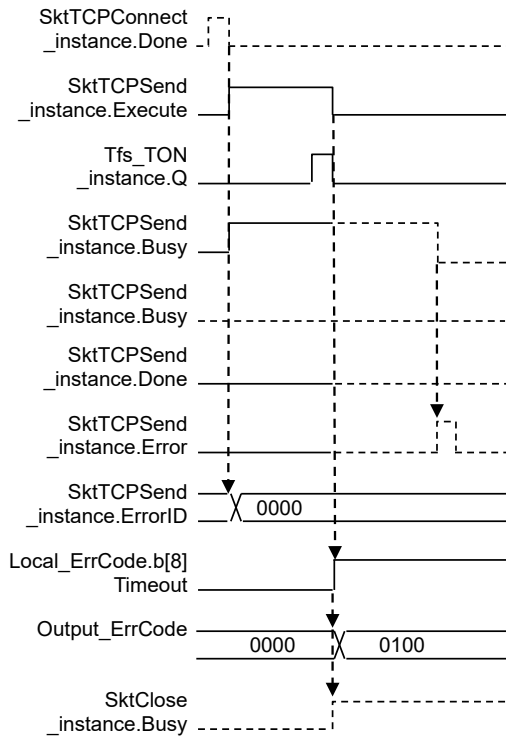 SktTCPConnect
_instance.Done
SktTCPSend
_instance.Execute
Tfs_TON
_instance.Q
SktTCPSend
_instance.Busy
SktTCPSend
_instance.Busy
SktTCPSend
_instance.Done
SktTCPSend
_instance.Error
SktTCPSend
_instance.ErrorID
0000
Local_ErrCode.b[8]
Timeout
Output_ErrCode
0000 0100
SktClose
_instance.Busy